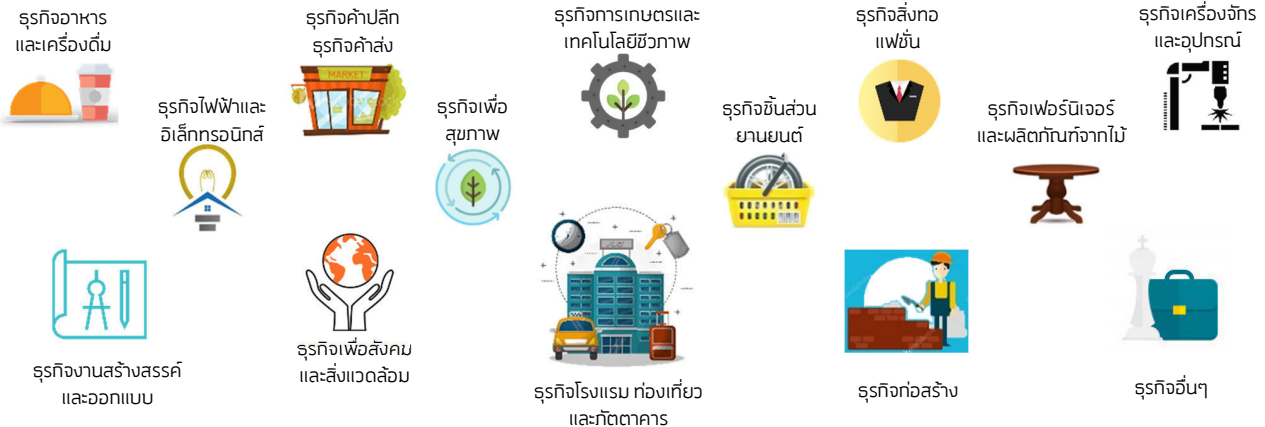 ธุรกิจอาหาร
และเครื่องดื่ม
ธุรกิจค้าปลีก
ธุรกิจค้าส่ง
ธุรกิจการเกษตรและ
เทคโนโลยีชีวภาพ
ธุรกิจสิ่งทอ
แฟชั่น
ธุรกิจเครื่องจักร
และอุปกรณ์
MARKET
ธุรกิจไฟฟ้าและ
อิเล็กทรอนิกส์
ธุรกิจเพื่อ
สุขภาพ
ธุรกิจชิ้นส่วน
ยานยนต์
ธุรกิจเฟอร์นิเจอร์
และผลิตภัณฑ์จากไม้
ธุรกิจงานสร้างสรรค์
และออกแบบ
ธุรกิจเพื่อสังคม
และสิ่งแวดล้อม
ธุรกิจโรงแรม ท่องเที่ยว
และภัตตาคาร
ธุรกิจก่อสร้าง
ธุรกิจอื่นๆ